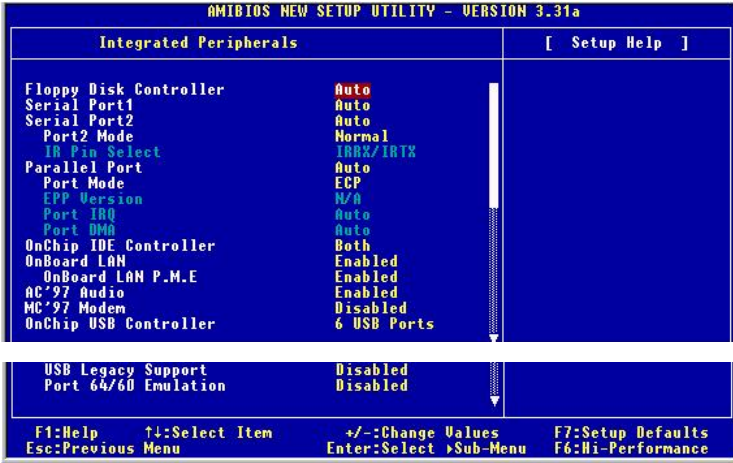 AMIBIOS NEW SETUP UTILITY - VERSION 3.31a
Integrated Peripherals [ Setup Help ]
Floppy Disk Controller Auto
Serial Port1 Auto
Serial Port2 Auto
Port2 Mode Normal
IR Pin Select IRRX/IRTX
Parallel Port Auto
Port Mode ECP
EPP Version N/A
Port IRQ Auto
Port DMA Auto
OnChip IDE Controller Both
OnBoard LAN Enabled
OnBoard LAN P.M.E Enabled
AC'97 Audio Enabled
MC'97 Modem Disabled
OnChip USB Controller 6 USB Ports
USB Legacy Support Disabled
Port 64/60 Emulation Disabled
F1:Help ↑↓:Select Item +/-:Change Values F7:Setup Defaults
Esc:Previous Menu Enter:Select ▸Sub-Menu F6:Hi-Performance